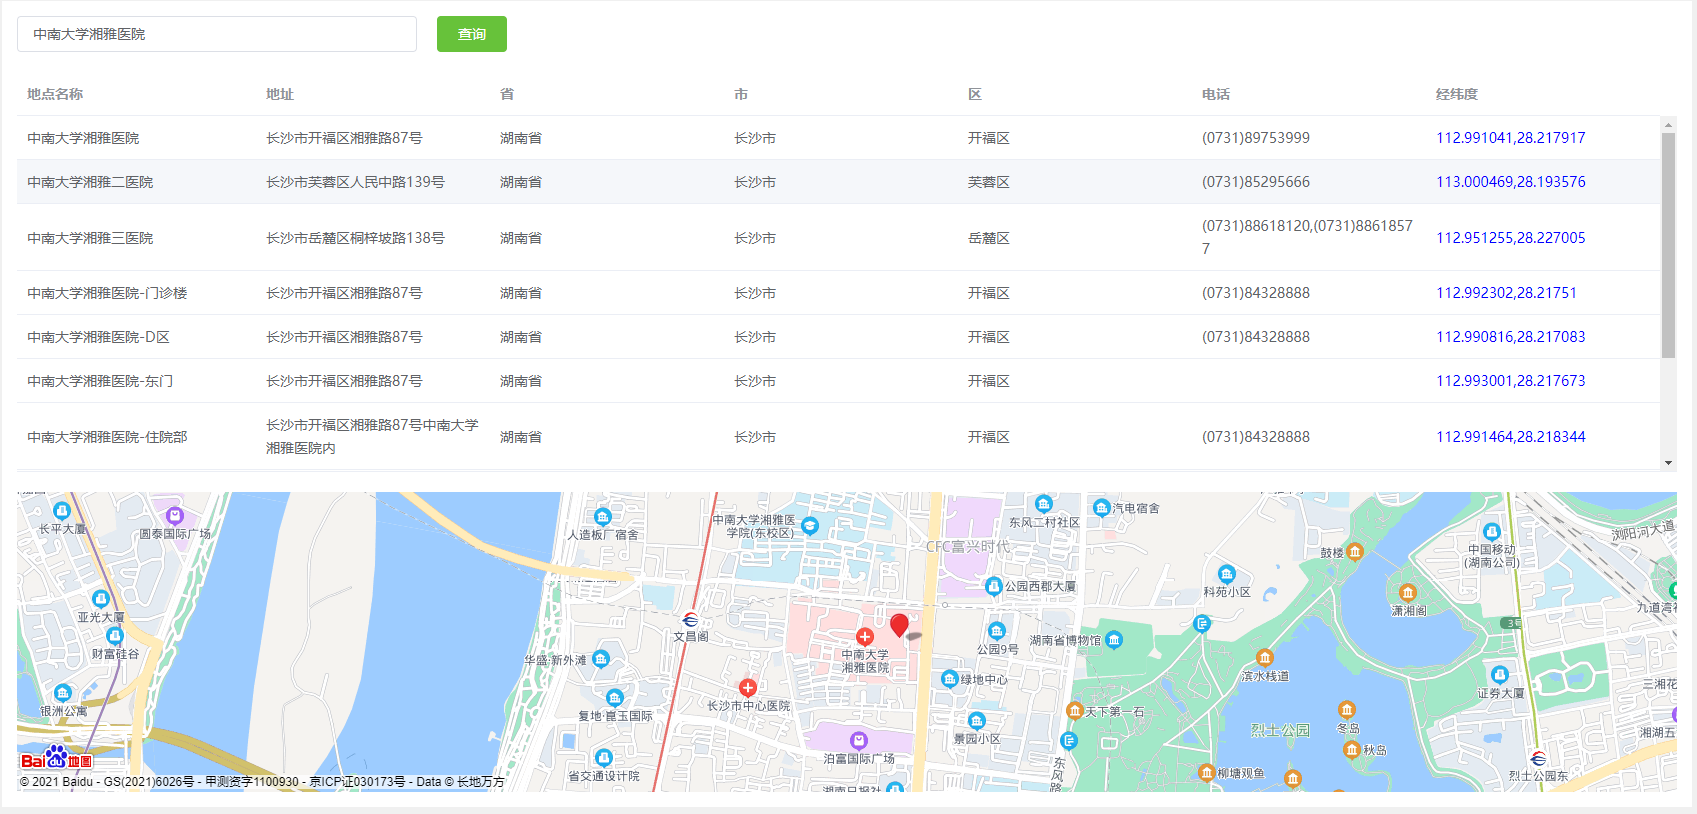 中南大学湘雅医院
查询
地点名称 地址 省 市 区 电话 经纬度
中南大学湘雅医院 长沙市开福区湘雅路87号 湖南省 长沙市 开福区 (0731)89753999 112.991041,28.217917
中南大学湘雅二医院 长沙市芙蓉区人民中路139号 湖南省 长沙市 芙蓉区 (0731)85295666 113.000469,28.193576
中南大学湘雅三医院 长沙市岳麓区桐梓坡路138号 湖南省 长沙市 岳麓区 (0731)88618120,(0731)8861857
7 112.951255,28.227005
中南大学湘雅医院-门诊楼 长沙市开福区湘雅路87号 湖南省 长沙市 开福区 (0731)84328888 112.992302,28.21751
中南大学湘雅医院-D区 长沙市开福区湘雅路87号 湖南省 长沙市 开福区 (0731)84328888 112.990816,28.217083
中南大学湘雅医院-东门 长沙市开福区湘雅路87号 湖南省 长沙市 开福区 112.993001,28.217673
中南大学湘雅医院-住院部 长沙市开福区湘雅路87号中南大学
湘雅医院内 湖南省 长沙市 开福区 (0731)84328888 112.991464,28.218344
长平大厦
圆泰国际广场
人造板厂宿舍
中南大学湘雅医
学院(东校区)
东风二村社区
汽电宿舍
CFC富兴时代
鼓楼
中国移动
(湖南公司)
浏阳河大道
亚光大厦
公园西郡大厦
科苑小区
潇湘阁
九道湾
文昌阁
3号
财富硅谷
华盛·新外滩
中南大学
湘雅医院
公园9号
湖南省博物馆
银洲公寓
复地·崑玉国际
长沙市中心医院
绿地中心
滨水栈道
证券大厦
三湘花
天下第一石
景园小区
烈士公园
冬岛
秋岛
湘湖五
泊富国际广场
省交通设计院
东风路
柳塘观鱼
烈士公园东
湖南日报社
Bai地图
© 2021 Baidu - GS(2021)6026号 - 甲测资字1100930 - 京ICP证030173号 - Data © 长地万方